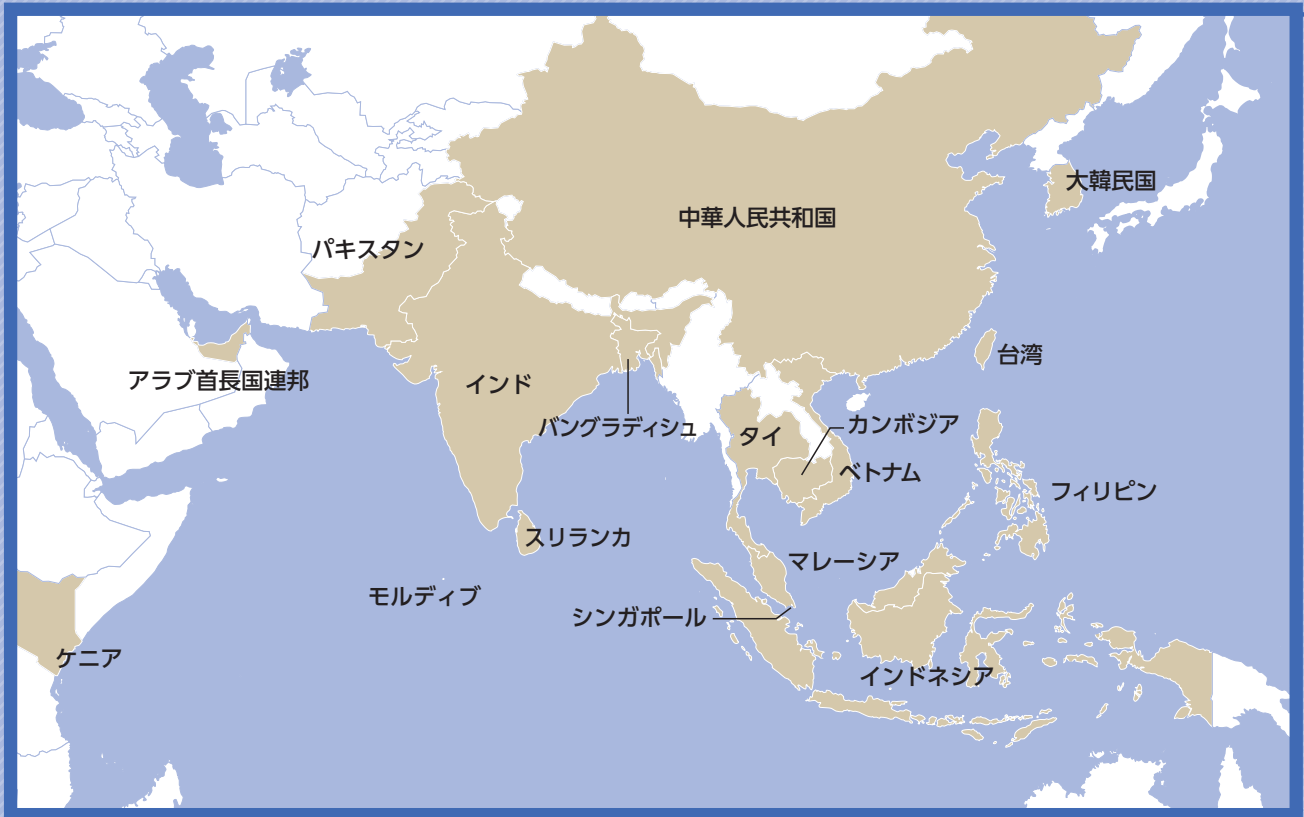 大韓民国
中華人民共和国
パキスタン
台湾
アラブ首長国連邦
インド
バングラディシュ
タイ
カンボジア
ベトナム
フィリピン
スリランカ
マレーシア
モルディブ
シンガポール
ケニア
インドネシア